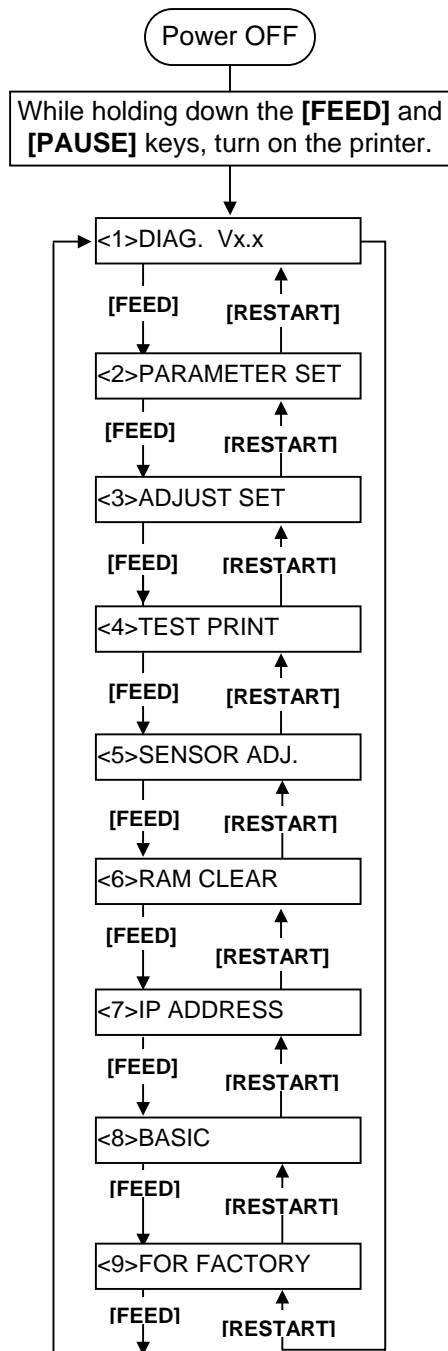 Power OFF
While holding down the [FEED] and
[PAUSE] keys, turn on the printer.
<1>DIAG. Vx.x
[FEED] [RESTART]
<2>PARAMETER SET
[FEED] [RESTART]
<3>ADJUST SET
[FEED] [RESTART]
<4>TEST PRINT
[FEED] [RESTART]
<5>SENSOR ADJ.
[FEED] [RESTART]
<6>RAM CLEAR
[FEED] [RESTART]
<7>IP ADDRESS
[FEED] [RESTART]
<8>BASIC
[FEED] [RESTART]
<9>FOR FACTORY
[FEED] [RESTART]